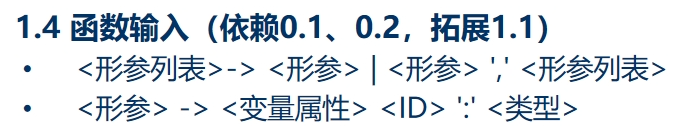 1.4 函数输入（依赖0.1、0.2，拓展1.1）
• <形参列表>-> <形参> | <形参> ',' <形参列表>
• <形参> -> <变量属性> <ID> ':' <类型>